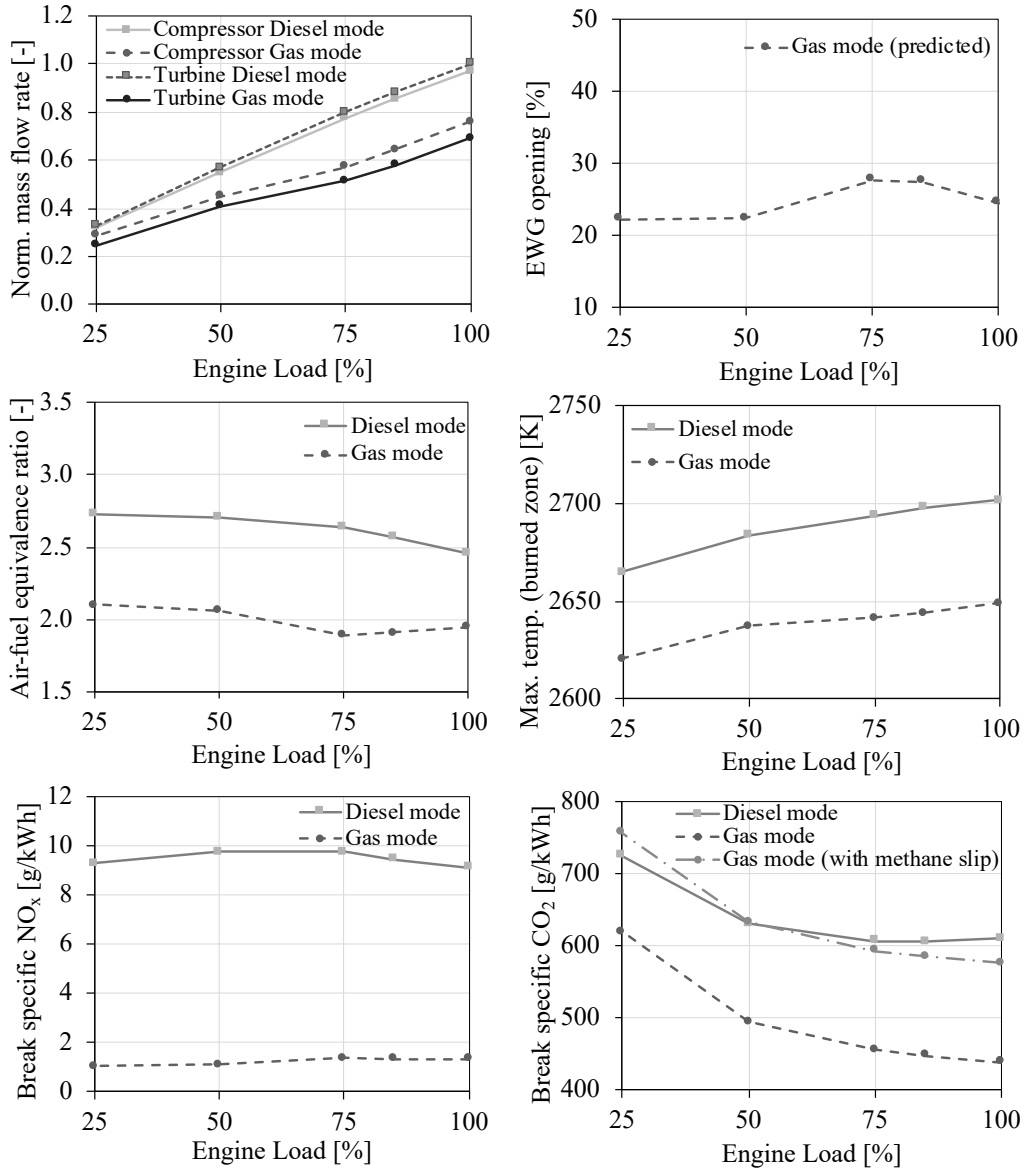 Norm. mass flow rate [-]
1.2
1.0
0.8
0.6
0.4
0.2
0.0
Compressor Diesel mode
Compressor Gas mode
Turbine Diesel mode
Turbine Gas mode
25 50 75 100
Engine Load [%]
EWG opening [%]
50
40
30
20
10
Gas mode (predicted)
25 50 75 100
Engine Load [%]
Air-fuel equivalence ratio [-]
3.5
3.0
2.5
2.0
1.5
Diesel mode
Gas mode
25 50 75 100
Engine Load [%]
Max. temp. (burned zone) [K]
2750
2700
2650
2600
Diesel mode
Gas mode
25 50 75 100
Engine Load [%]
Break specific NOx [g/kWh]
12
10
8
6
4
2
0
Diesel mode
Gas mode
25 50 75 100
Engine Load [%]
Break specific CO2 [g/kWh]
800
700
600
500
400
Diesel mode
Gas mode
Gas mode (with methane slip)
25 50 75 100
Engine Load [%]